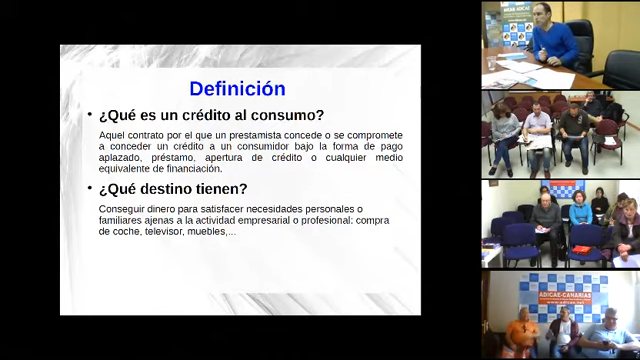 Definición
• ¿Qué es un crédito al consumo?
Aquel contrato por el que un prestamista concede o se compromete
a conceder un crédito a un consumidor bajo la forma de pago
aplazado, préstamo, apertura de crédito o cualquier medio
equivalente de financiación.
• ¿Qué destino tienen?
Conseguir dinero para satisfacer necesidades personales o
familiares ajenas a la actividad empresarial o profesional: compra
de coche, televisor, muebles,...
ADICAE-CANARIAS